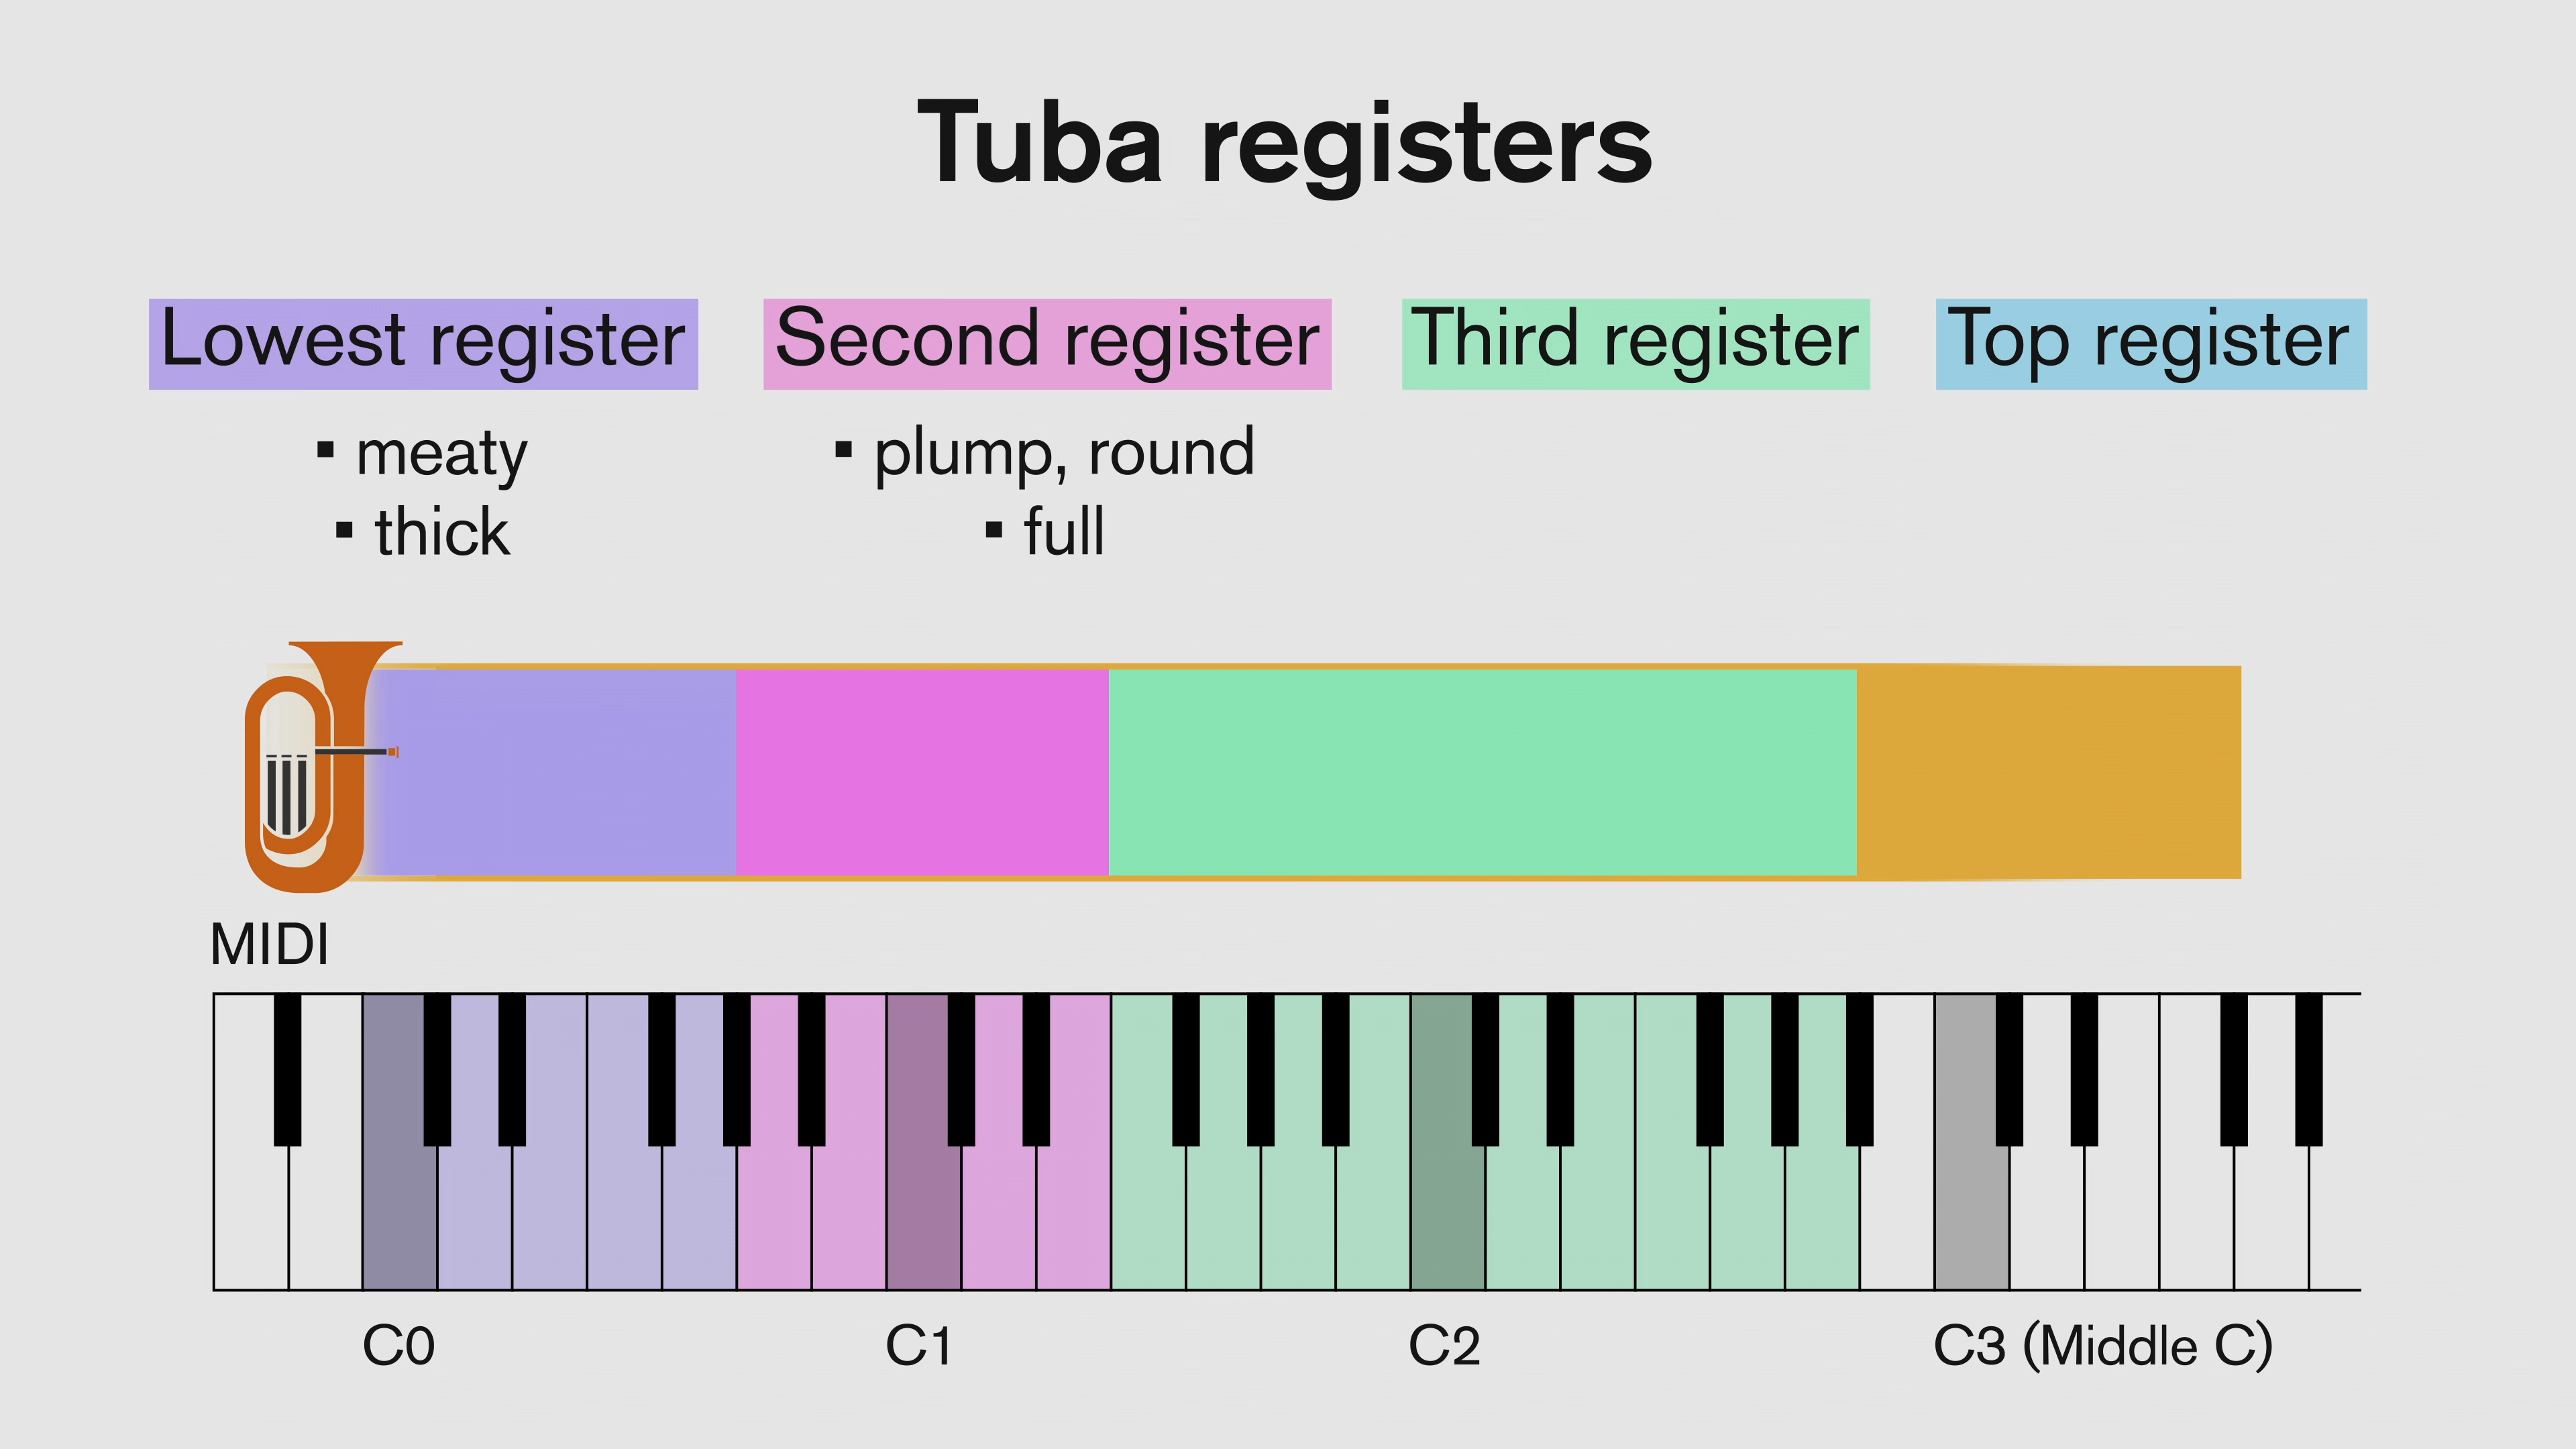 Tuba registers
Lowest register
▪ meaty
▪ thick
Second register
▪ plump, round
▪ full
Third register
Top register
MIDI
C0 C1 C2 C3 (Middle C)